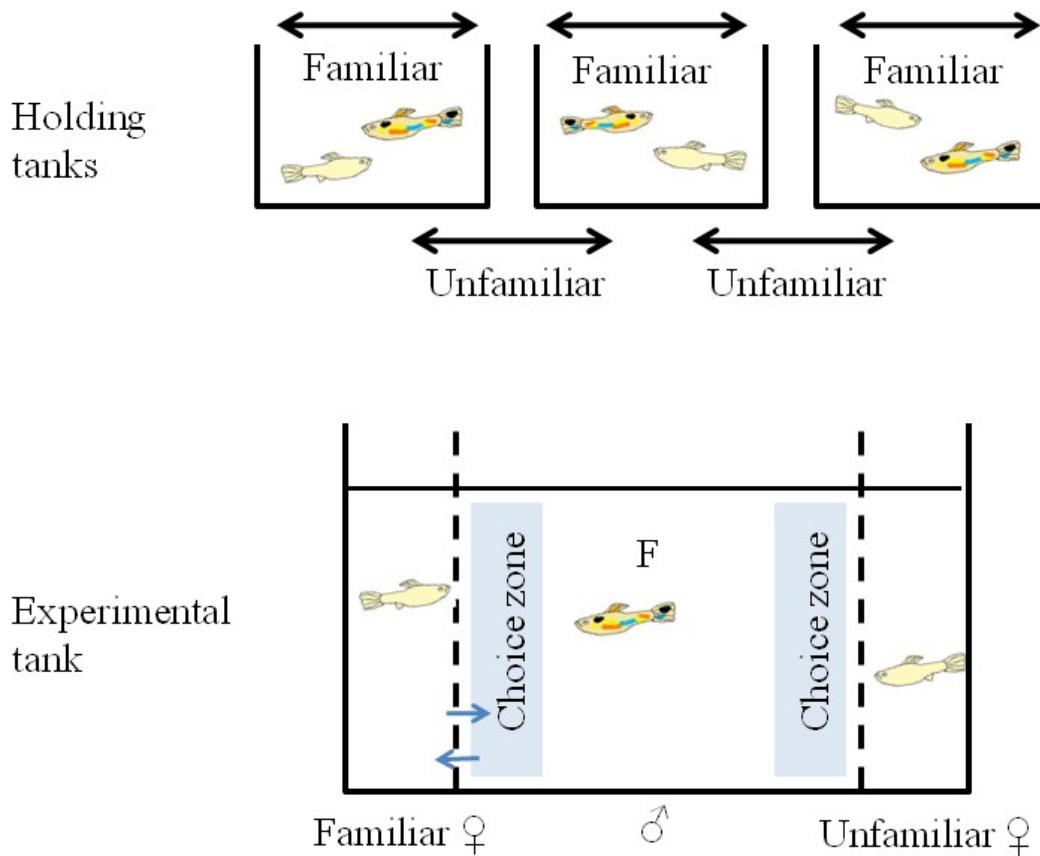 Familiar Familiar Familiar
Holding
tanks
Unfamiliar Unfamiliar
F
Choice zone
Choice zone
Experimental
tank
Familiar ♀ ♂ Unfamiliar ♀